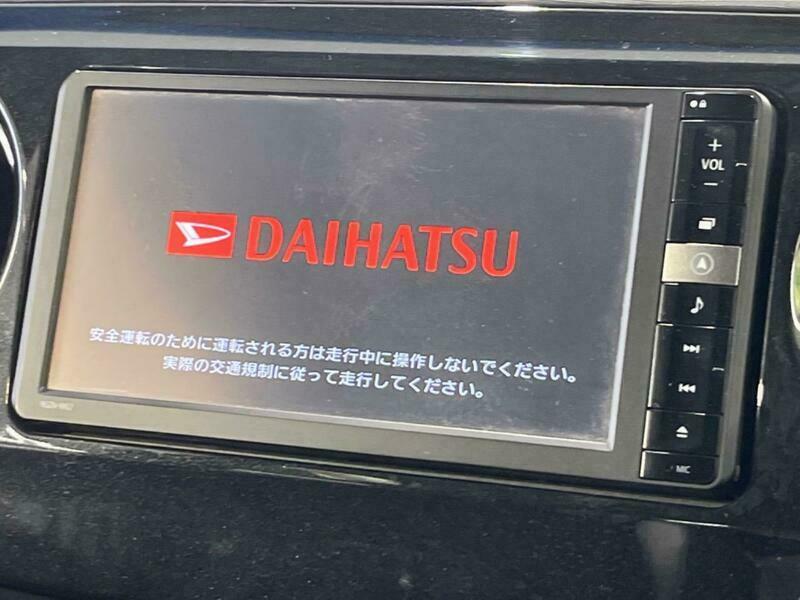 DAIHATSU
安全運転のために運転される方は走行中に操作しないでください。
実際の交通規制に従って走行してください。
+
VOL
−
MIC